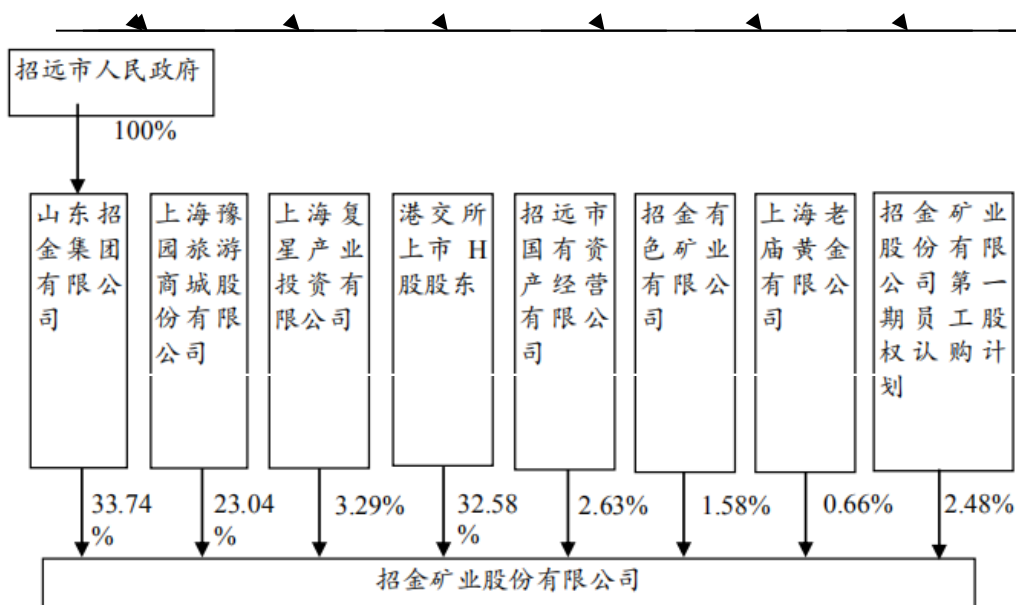 招远市人民政府
100%
山东招
金集团
有限公
司
上海豫
园旅游
商城股
份有限
公司
上海复
星产业
投资有
限公司
港交所
上市 H
股股东
招远市
国有资
产经营
有限公
司
招金有
色矿业
有限公
司
上海老
庙黄金
有限公
司
招金矿业
股份有限
公司第一
期员工股
权认购计
划
33.74
%
23.04
%
3.29%
32.58
%
2.63%
1.58%
0.66%
2.48%
招金矿业股份有限公司